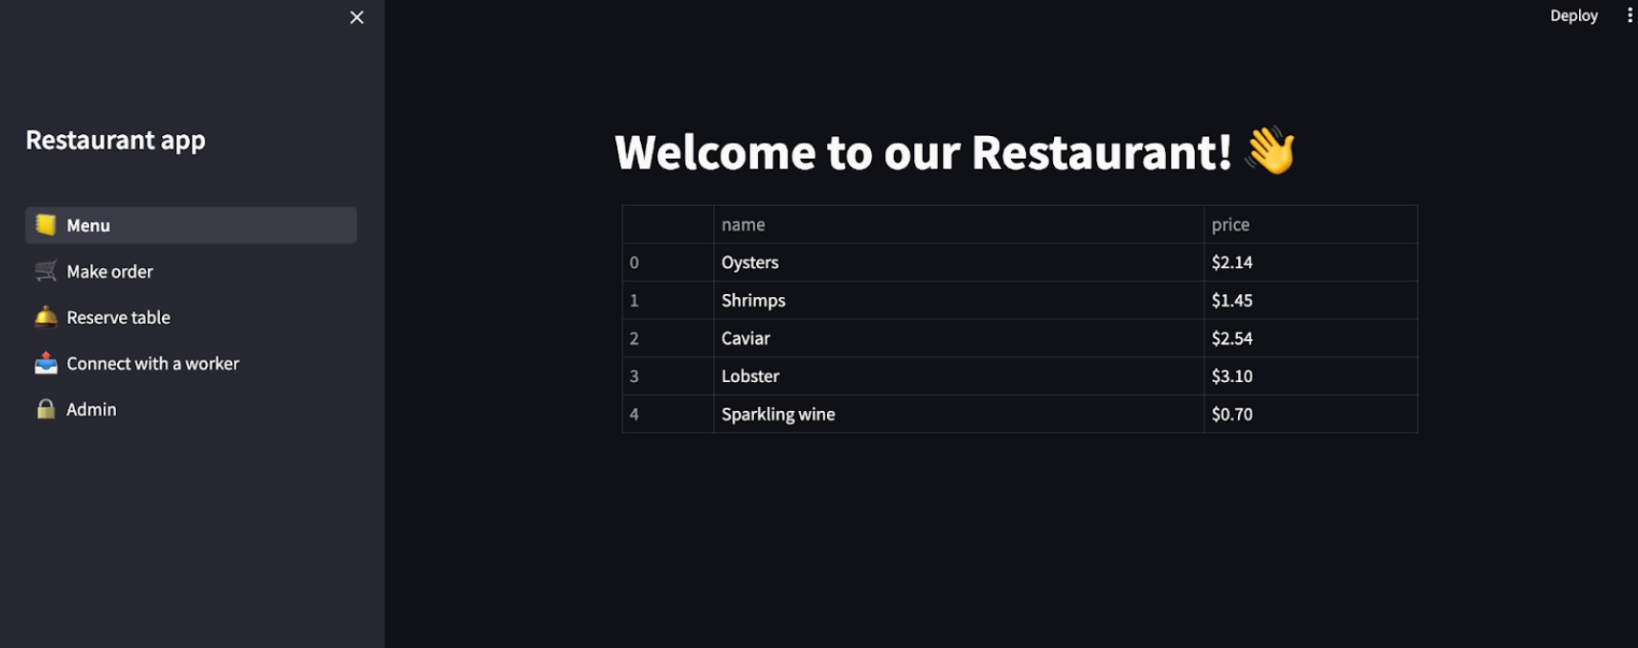 Deploy
Restaurant app
Menu
Make order
Reserve table
Connect with a worker
Admin
Welcome to our Restaurant! 👋
name price
0 Oysters $2.14
1 Shrimps $1.45
2 Caviar $2.54
3 Lobster $3.10
4 Sparkling wine $0.70